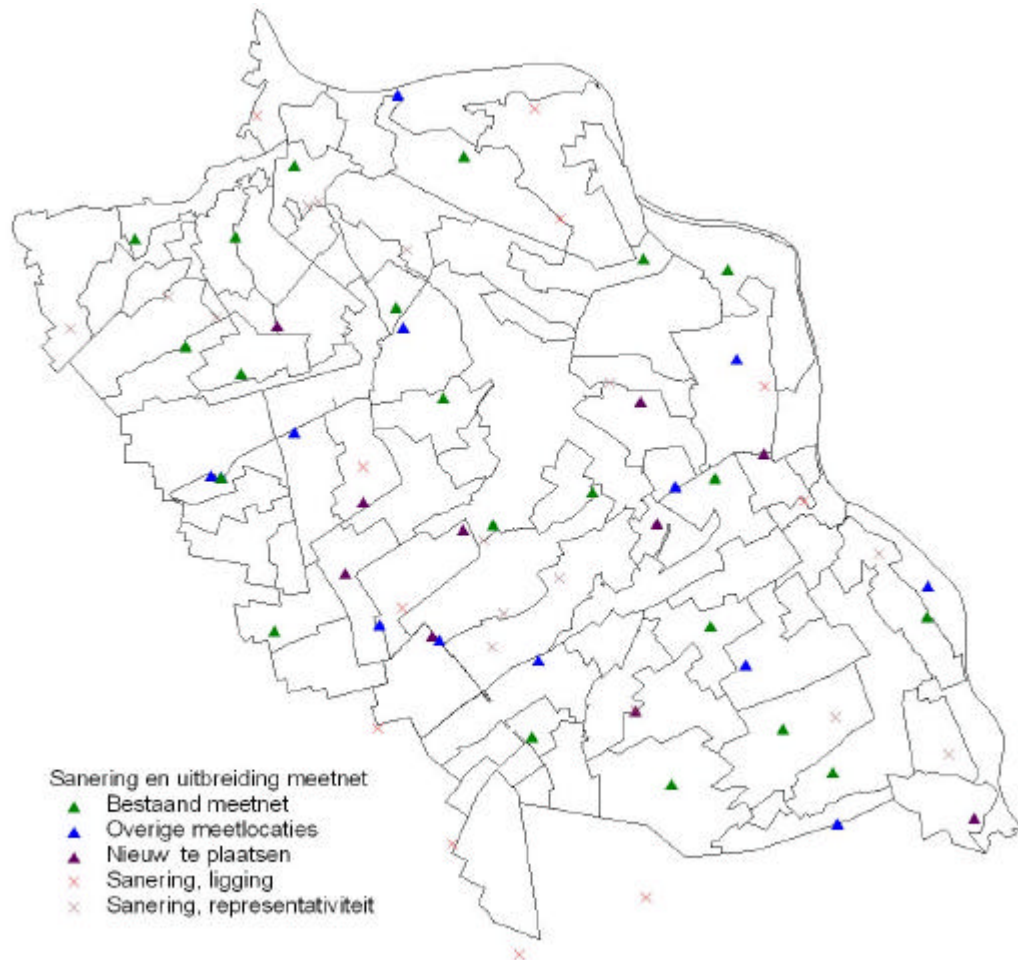 Sanering en uitbreiding meetnet
Bestaand meetnet
Overige meetlocaties
Nieuw te plaatsen
Sanering, ligging
Sanering, representativiteit